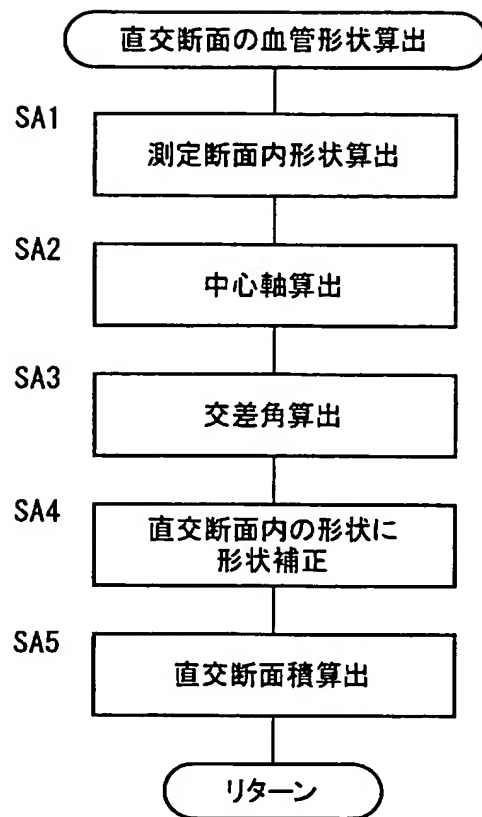 直交断面の血管形状算出
SA1
測定断面内形状算出
SA2
中心軸算出
SA3
交差角算出
SA4
直交断面内の形状に
形状補正
SA5
直交断面積算出
リターン